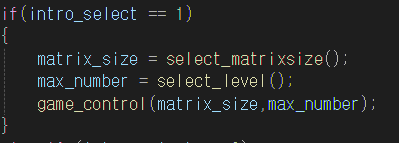 if(intro_select == 1)
{
matrix_size = select_matrixsize();
max_number = select_level();
game_control(matrix_size,max_number);
}